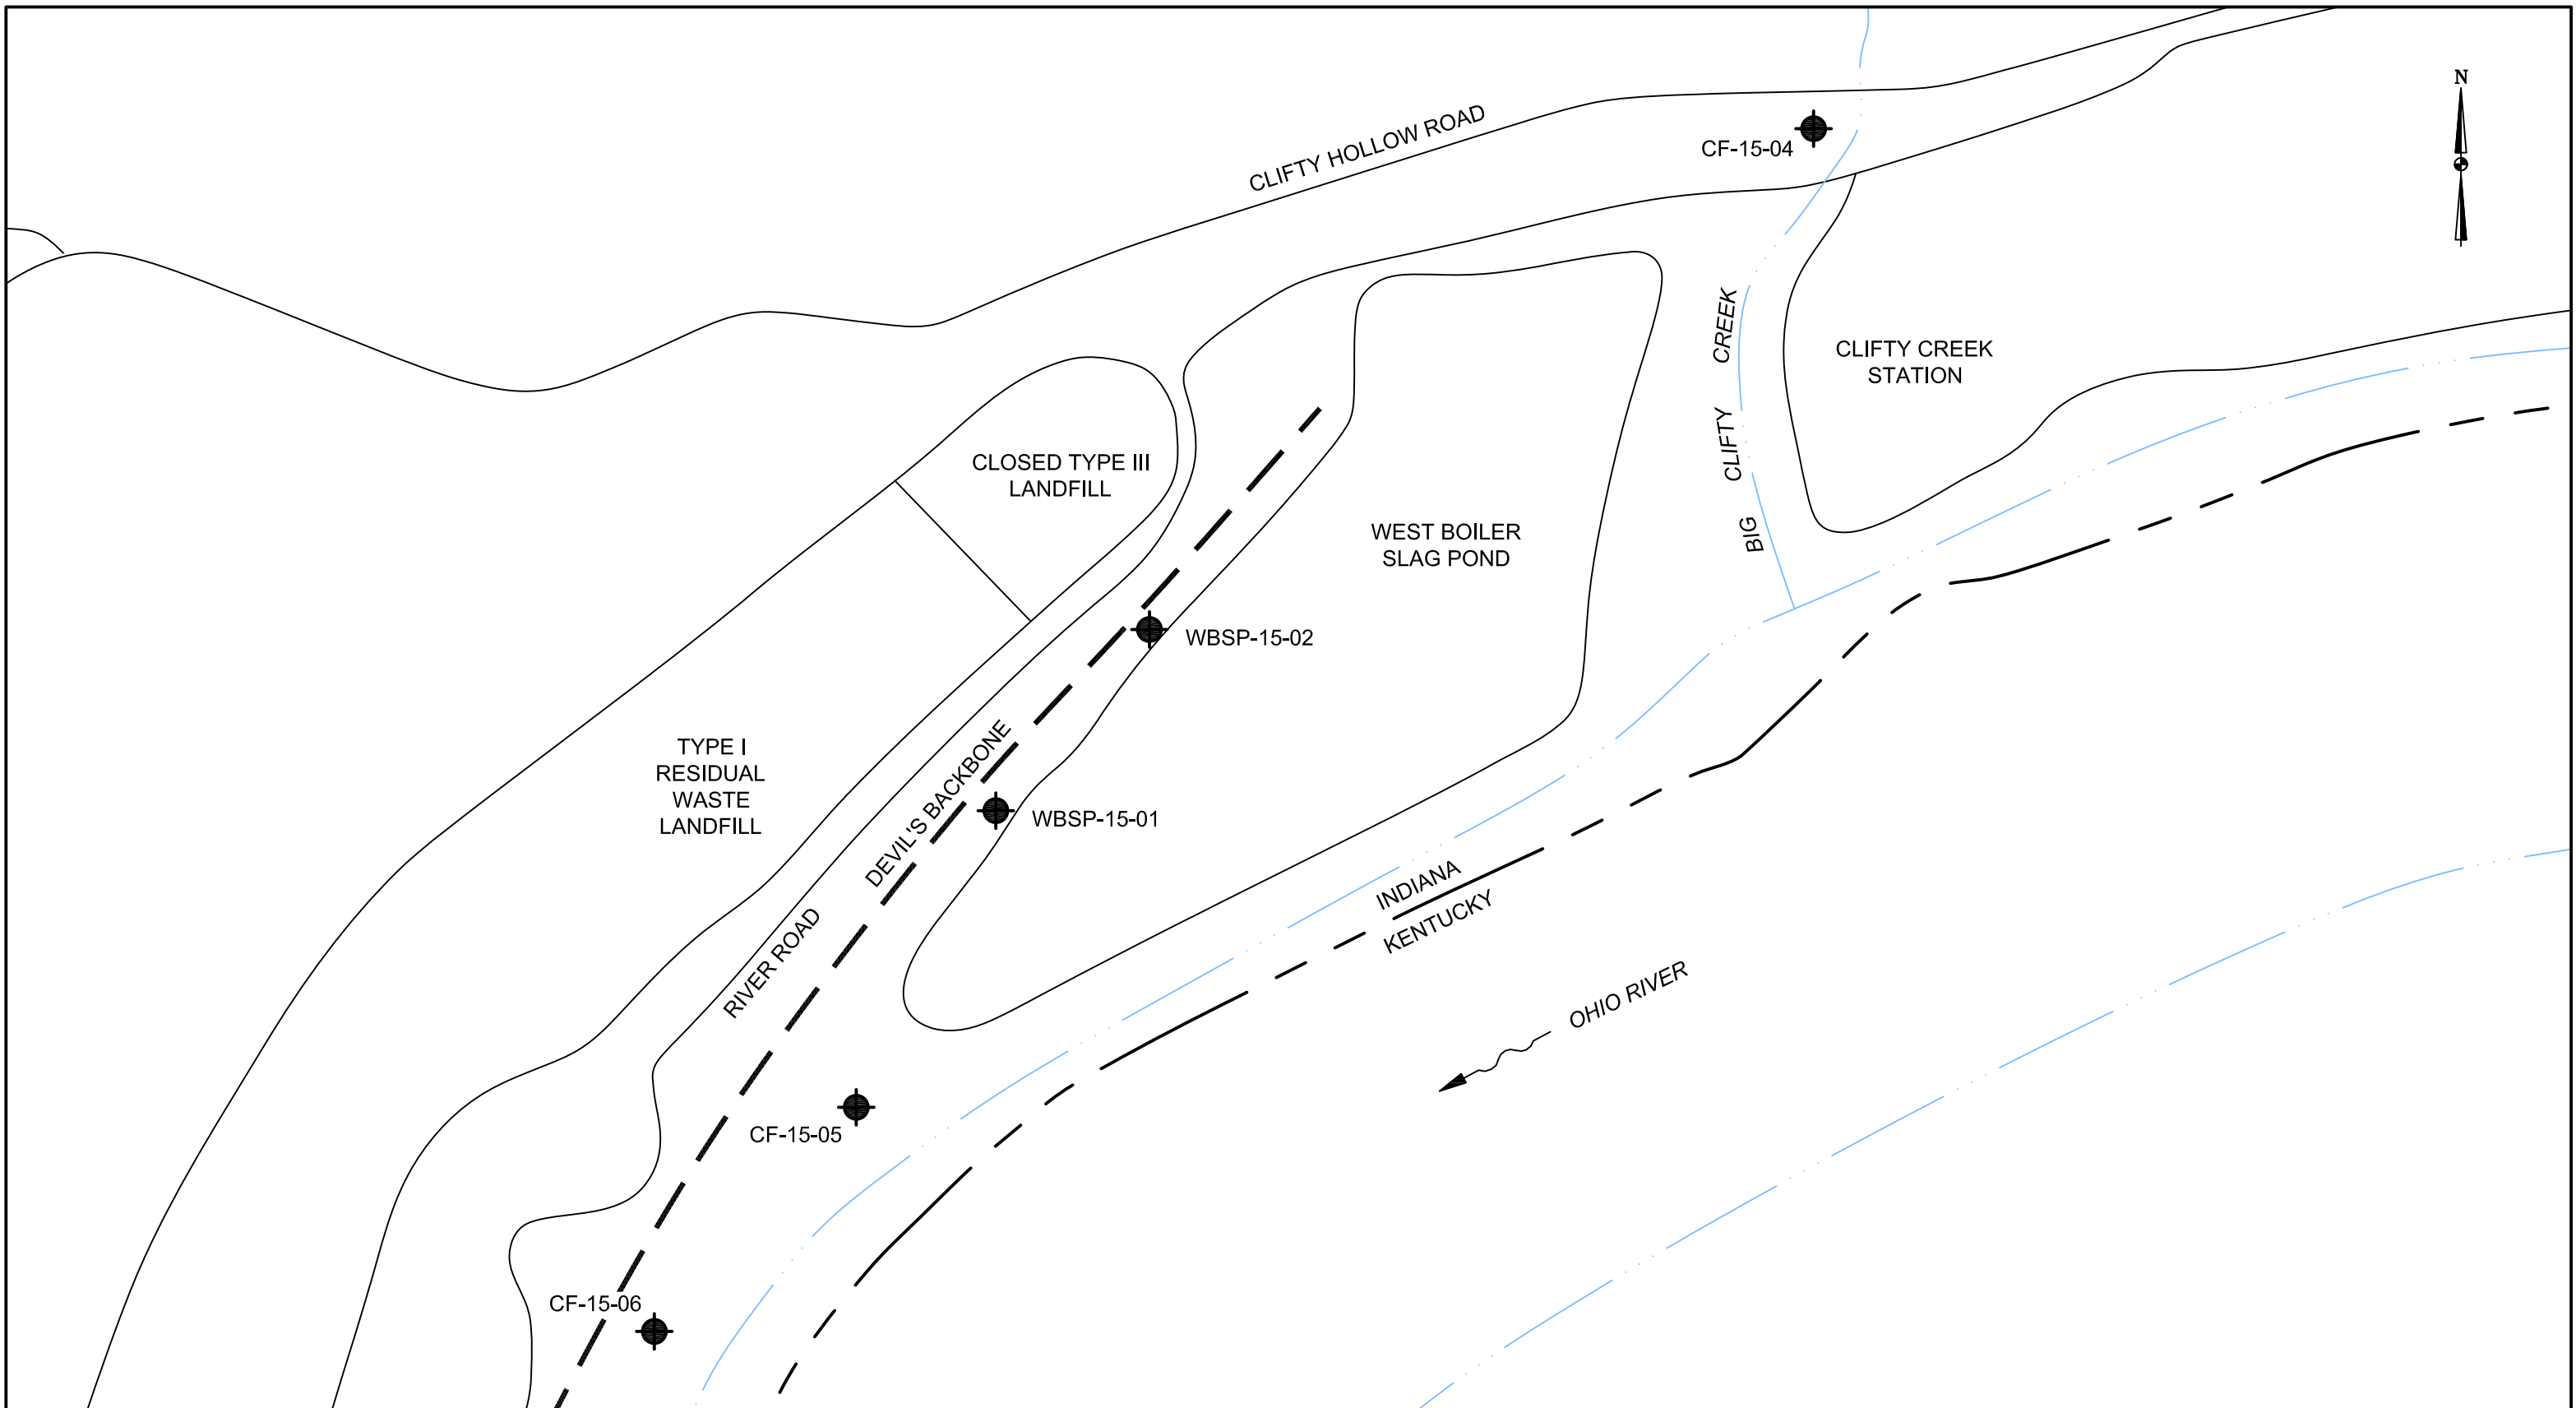 N
CLIFTY HOLLOW ROAD
CF-15-04
BIG CLIFTY CREEK
CLIFTY CREEK
STATION
CLOSED TYPE III
LANDFILL
WEST BOILER
SLAG POND
WBSP-15-02
TYPE I
RESIDUAL
WASTE
LANDFILL
DEVIL'S BACKBONE
WBSP-15-01
RIVER ROAD
INDIANA
KENTUCKY
OHIO RIVER
CF-15-05
CF-15-06